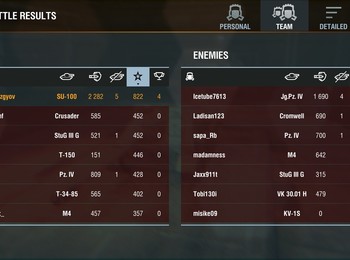 TTLE RESULTS
PERSONAL TEAM DETAILED
ENEMIES
zgyov SU-100 2 282 5 822 4
Crusader 585 452 0
StuG III G 521 1 452 0
T-150 151 446 0
Pz. IV 809 1 428 0
T-34-85 565 402 0
M4 457 357 0
Icetube7613 Jg.Pz. IV 1 690 4
Ladisan123 Cromwell 690 1
sapa_Rb Pz. IV 700 1
madamness M4 642
Jaxx911t StuG III G 315
Tobi130i VK 30.01 H 479
misike09 KV-1S 0